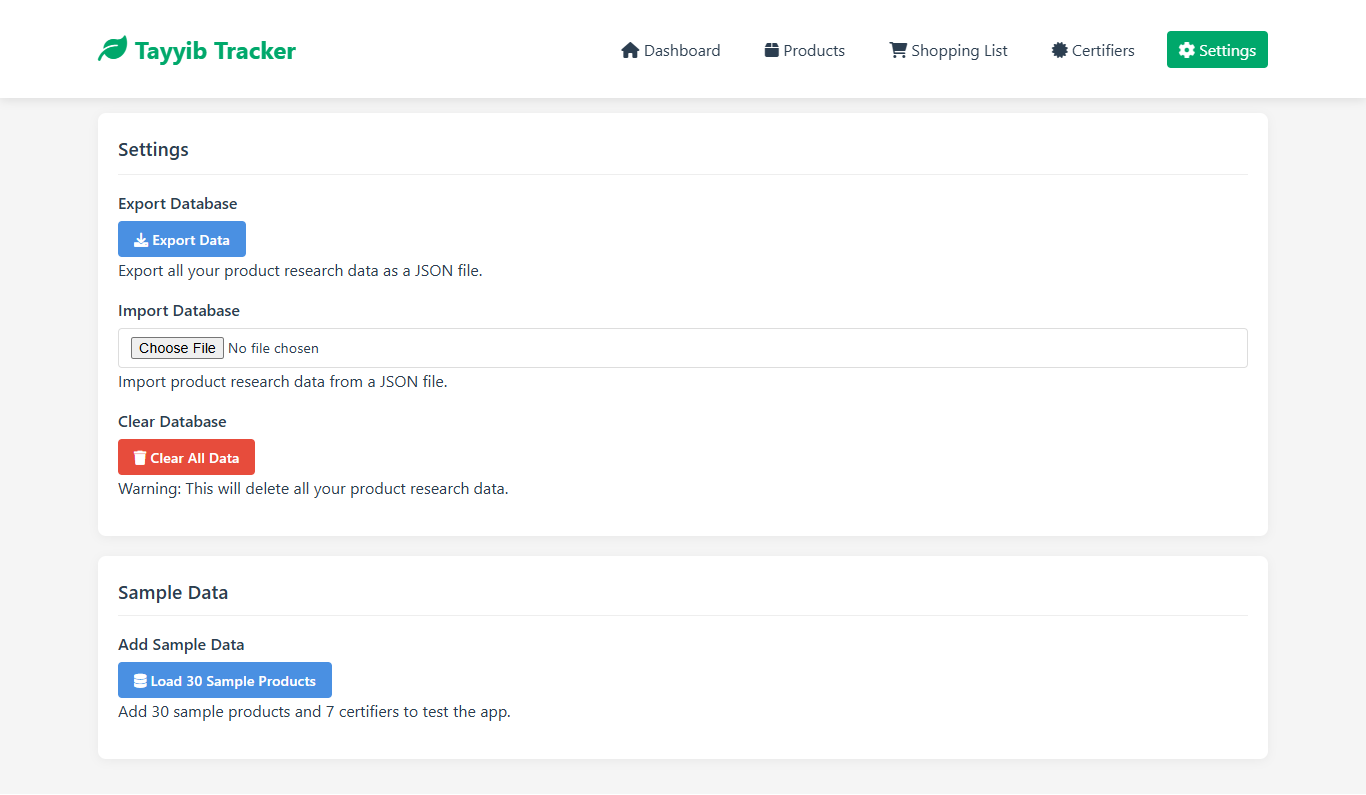 Tayyib Tracker
Dashboard
Products
Shopping List
Certifiers
Settings
Settings
Export Database
Export Data
Export all your product research data as a JSON file.
Import Database
Choose File No file chosen
Import product research data from a JSON file.
Clear Database
Clear All Data
Warning: This will delete all your product research data.
Sample Data
Add Sample Data
Load 30 Sample Products
Add 30 sample products and 7 certifiers to test the app.